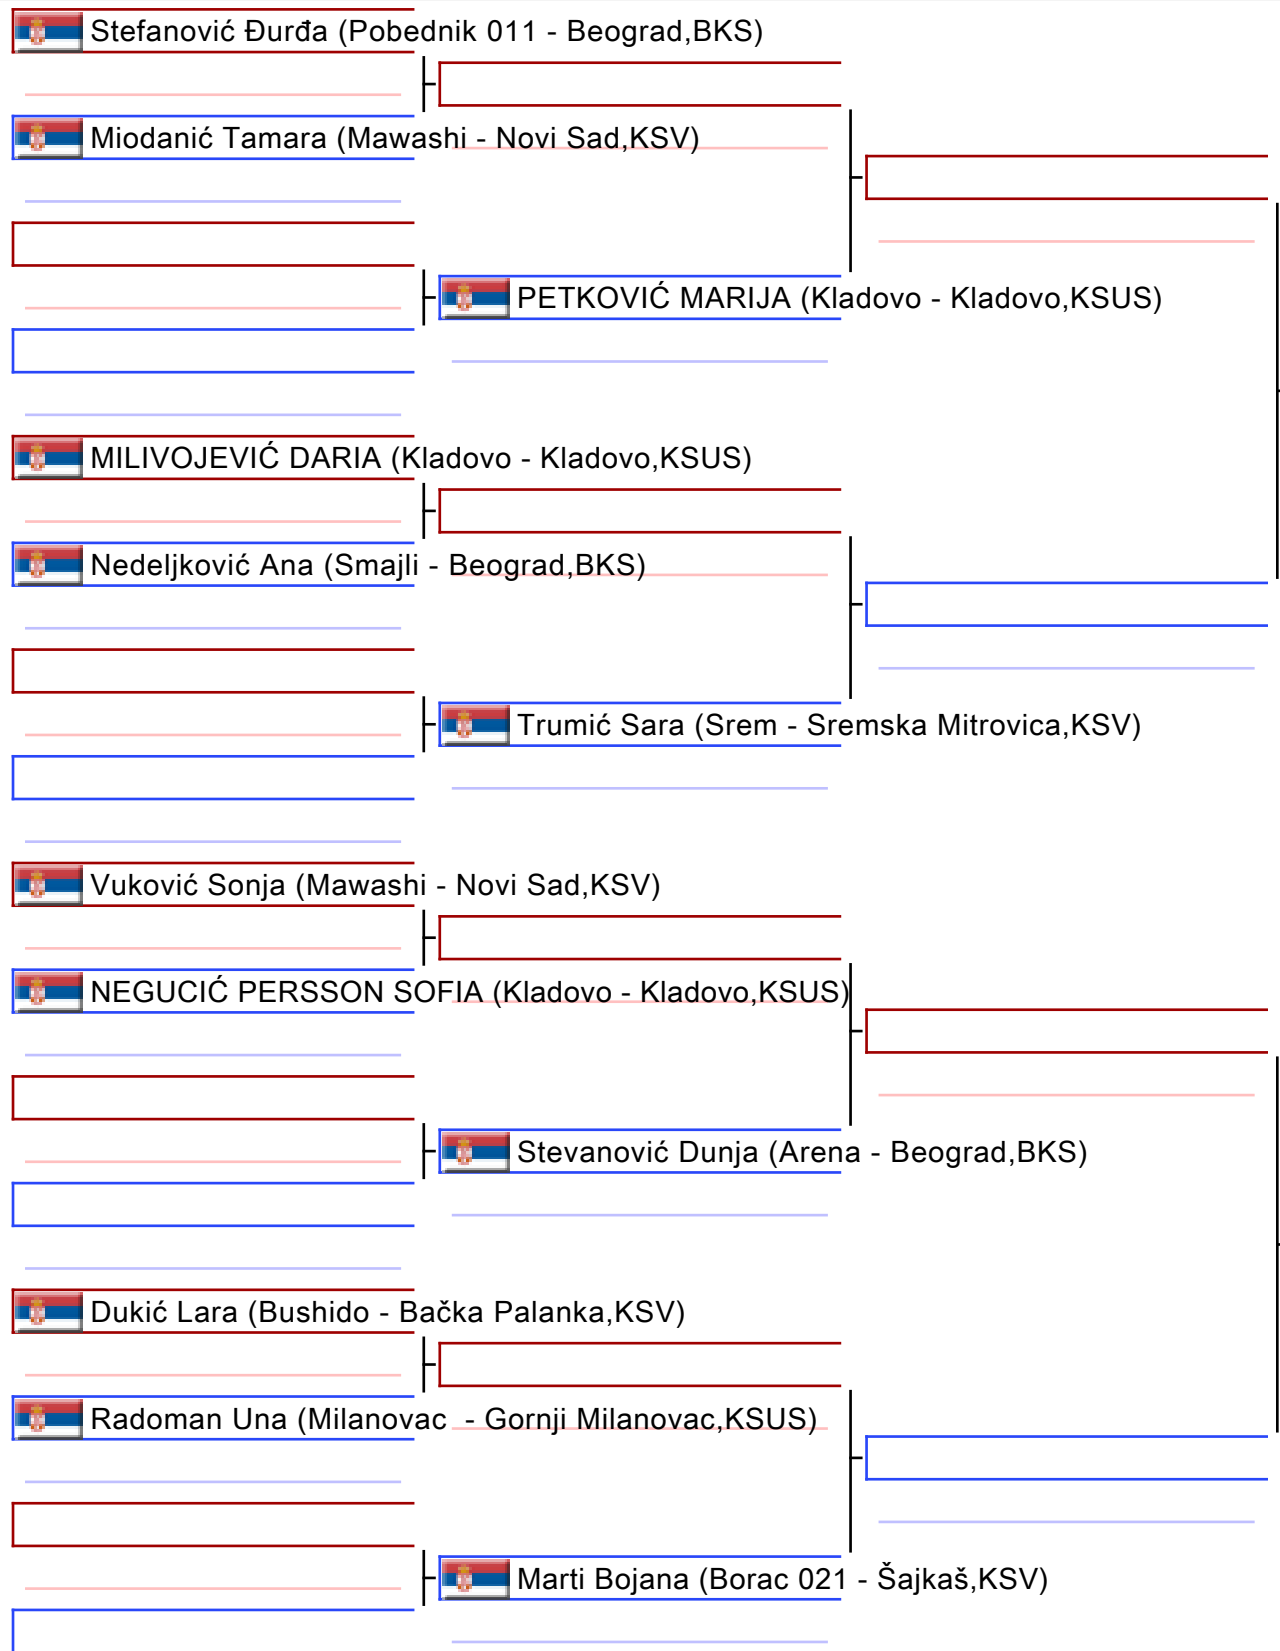 Stefanović Đurđa (Pobednik 011 - Beograd,BKS)
Miodanić Tamara (Mawashi - Novi Sad,KSV)
PETKOVIĆ MARIJA (Kladovo - Kladovo,KSUS)
MILIVOJEVIĆ DARIA (Kladovo - Kladovo,KSUS)
Nedeljković Ana (Smajli - Beograd,BKS)
Trumić Sara (Srem - Sremska Mitrovica,KSV)
Vuković Sonja (Mawashi - Novi Sad,KSV)
NEGUCIĆ PERSSON SOFIA (Kladovo - Kladovo,KSUS)
Stevanović Dunja (Arena - Beograd,BKS)
Dukić Lara (Bushido - Bačka Palanka,KSV)
Radoman Una (Milanovac  - Gornji Milanovac,KSUS)
Marti Bojana (Borac 021 - Šajkaš,KSV)